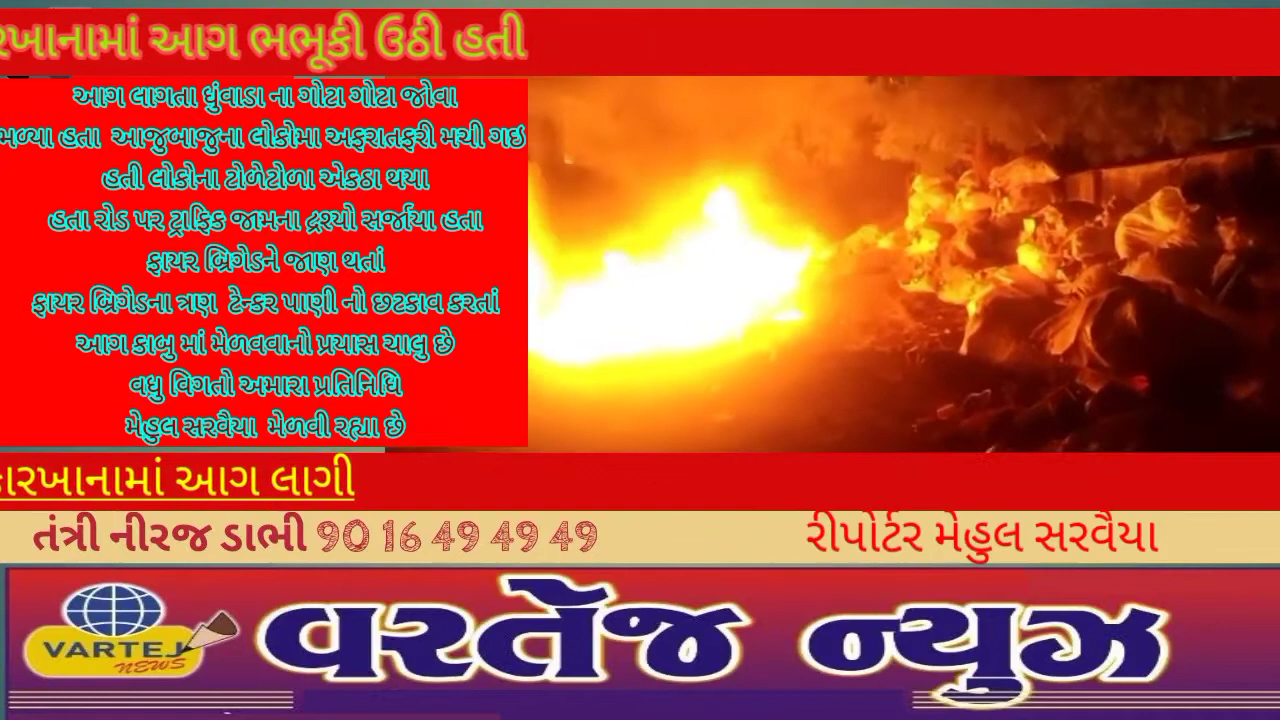 આગ ભભૂકી ઉઠી હતી
આગ લાગતા ધુંવાડા ના ગોટા ગોટા જોવા
મળ્યા હતા આજુબાજુના લોકોમા અફરાતફરી મચી ગઇ
હતી લોકોના ટોળેટોળા એકઠા થયા
હતા રોડ પર ટ્રાફિક જામના દ્રશ્યો સર્જાયા હતા
ફાયર બ્રિગેડને જાણ થતાં
ફાયર બ્રિગેડના ત્રણ ટેન્કર પાણી નો છટકાવ કરતાં
આગ કાબુ માં મેળવવાનો પ્રયાસ ચાલુ છે
વધુ વિગતો અમારા પ્રતિનિધિ
મેહુલ સરવૈયા મેળવી રહ્યા છે
આગ લાગી
તંત્રી નીરજ ડાભી 90 16 49 49 49
રીપોર્ટર મેહુલ સરવૈયા
VARTEJ
NEWS
વરતેજ ન્યુઝ